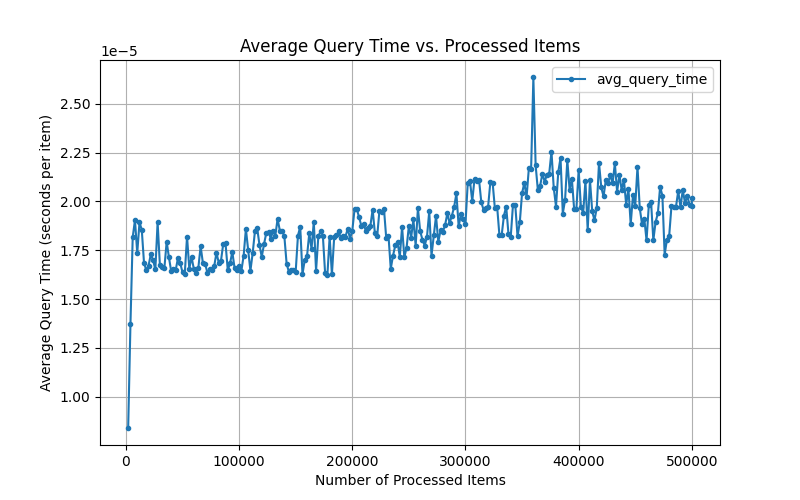 Average Query Time vs. Processed Items
1e−5
avg_query_time
2.50
2.25
2.00
1.75
1.50
1.25
1.00
Average Query Time (seconds per item)
0 100000 200000 300000 400000 500000
Number of Processed Items